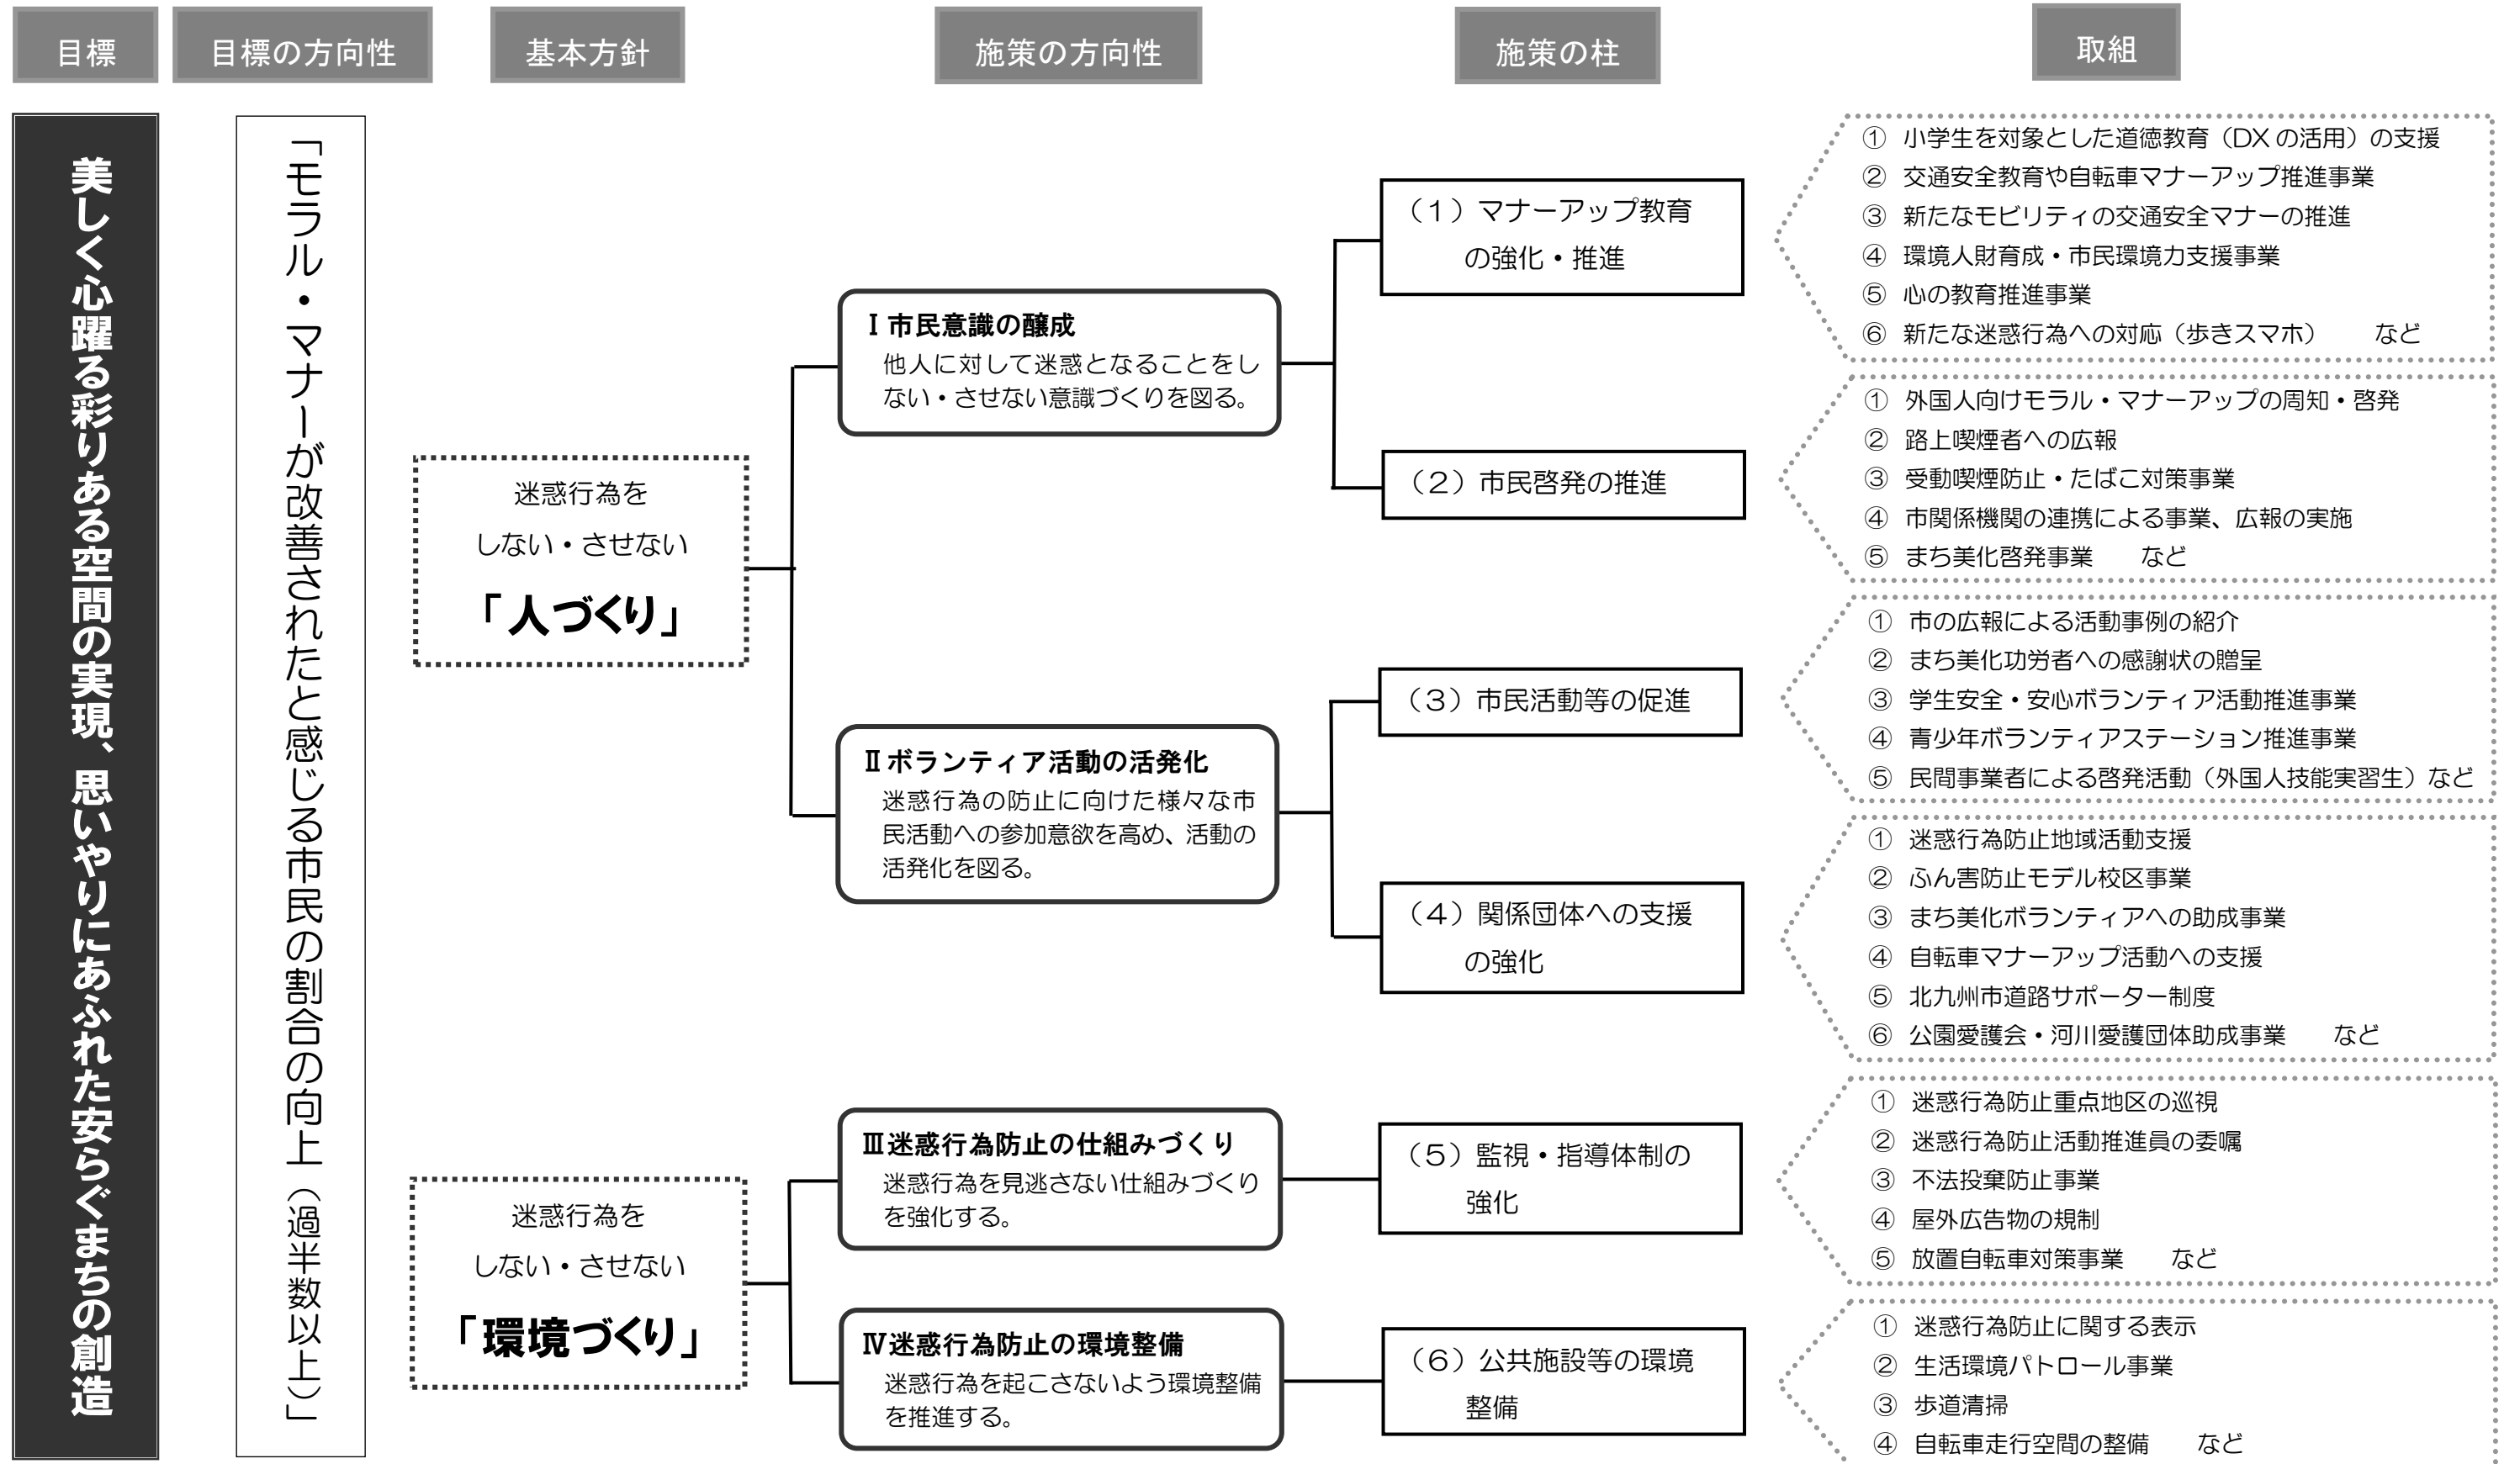 目標
目標の方向性
基本方針
施策の方向性
施策の柱
取組
美しく心躍る彩りある空間の実現、思いやりにあふれた安らぐまちの創造
「モラル・マナーが改善されたと感じる市民の割合の向上（過半数以上）」
迷惑行為を
しない・させない
「人づくり」
Ⅰ市民意識の醸成
他人に対して迷惑となることをし
ない・させない意識づくりを図る。
（１）マナーアップ教育
の強化・推進
① 小学生を対象とした道徳教育（DXの活用）の支援
② 交通安全教育や自転車マナーアップ推進事業
③ 新たなモビリティの交通安全マナーの推進
④ 環境人財育成・市民環境力支援事業
⑤ 心の教育推進事業
⑥ 新たな迷惑行為への対応（歩きスマホ）　　など
（２）市民啓発の推進
① 外国人向けモラル・マナーアップの周知・啓発
② 路上喫煙者への広報
③ 受動喫煙防止・たばこ対策事業
④ 市関係機関の連携による事業、広報の実施
⑤ まち美化啓発事業　　など
Ⅱボランティア活動の活発化
迷惑行為の防止に向けた様々な市
民活動への参加意欲を高め、活動の
活発化を図る。
（３）市民活動等の促進
① 市の広報による活動事例の紹介
② まち美化功労者への感謝状の贈呈
③ 学生安全・安心ボランティア活動推進事業
④ 青少年ボランティアステーション推進事業
⑤ 民間事業者による啓発活動（外国人技能実習生）など
（４）関係団体への支援
の強化
① 迷惑行為防止地域活動支援
② ふん害防止モデル校区事業
③ まち美化ボランティアへの助成事業
④ 自転車マナーアップ活動への支援
⑤ 北九州市道路サポーター制度
⑥ 公園愛護会・河川愛護団体助成事業　　など
迷惑行為を
しない・させない
「環境づくり」
Ⅲ迷惑行為防止の仕組みづくり
迷惑行為を見逃さない仕組みづくり
を強化する。
（５）監視・指導体制の
強化
① 迷惑行為防止重点地区の巡視
② 迷惑行為防止活動推進員の委嘱
③ 不法投棄防止事業
④ 屋外広告物の規制
⑤ 放置自転車対策事業　　など
Ⅳ迷惑行為防止の環境整備
迷惑行為を起こさないよう環境整備
を推進する。
（６）公共施設等の環境
整備
① 迷惑行為防止に関する表示
② 生活環境パトロール事業
③ 歩道清掃
④ 自転車走行空間の整備　　など